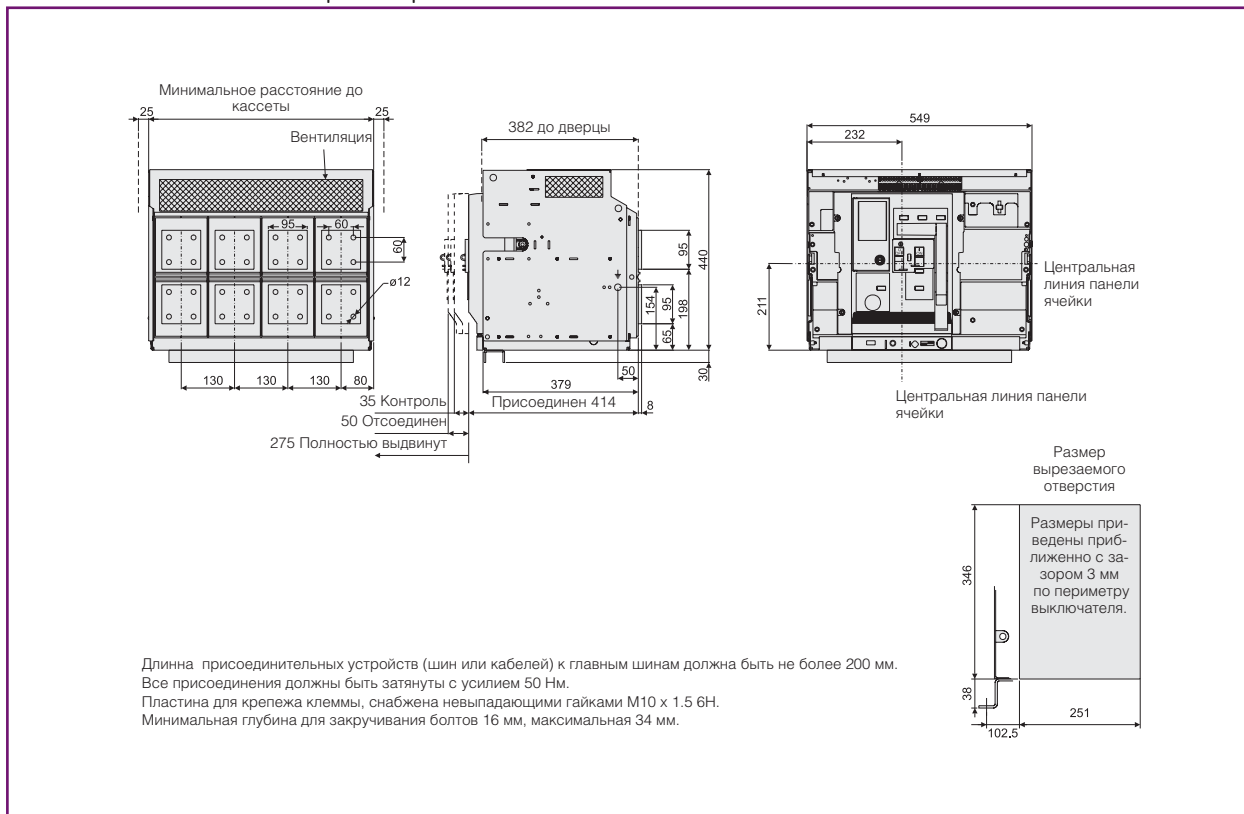 Минимальное расстояние до
кассеты
25
25
Вентиляция
95
60
60
ø12
130
130
130
80
382 до дверцы
440
95
198
95
154
65
30
50
379
35 Контроль
Присоединен 414
8
50 Отсоединен
275 Полностью выдвинут
549
232
211
Центральная
линия панели
ячейки
Центральная линия панели
ячейки
Размер
вырезаемого
отверстия
Размеры при-
ведены приб-
лиженно с за-
зором 3 мм
по периметру
выключателя.
346
38
251
102.5
Длинна присоединительных устройств (шин или кабелей) к главным шинам должна быть не более 200 мм.
Все присоединения должны быть затянуты с усилием 50 Нм.
Пластина для крепежа клеммы, снабжена невыпадающими гайками М10 х 1.5 6Н.
Минимальная глубина для закручивания болтов 16 мм, максимальная 34 мм.